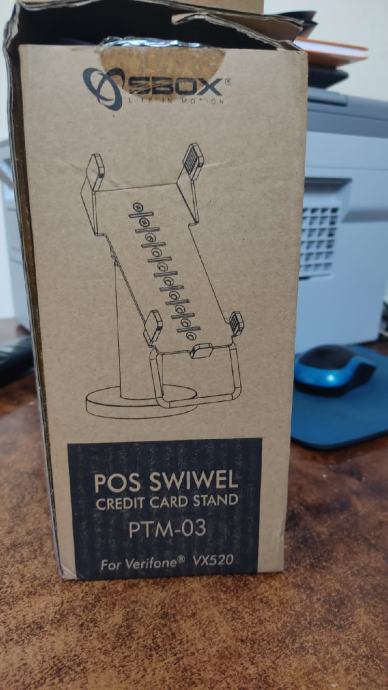 SBOX®
LIFE IN MOTION
POS SWIWEL
CREDIT CARD STAND
PTM-03
For Verifone® VX520